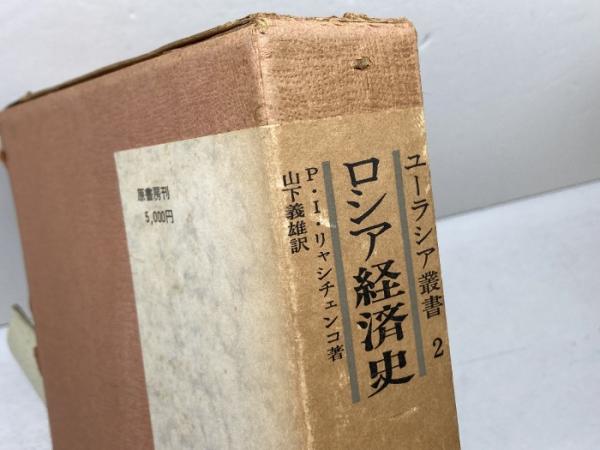 ユーラシア叢書 2
ロシア経済史
P・I・リャシチェンコ著
山下義雄訳
原書房刊
5,000円